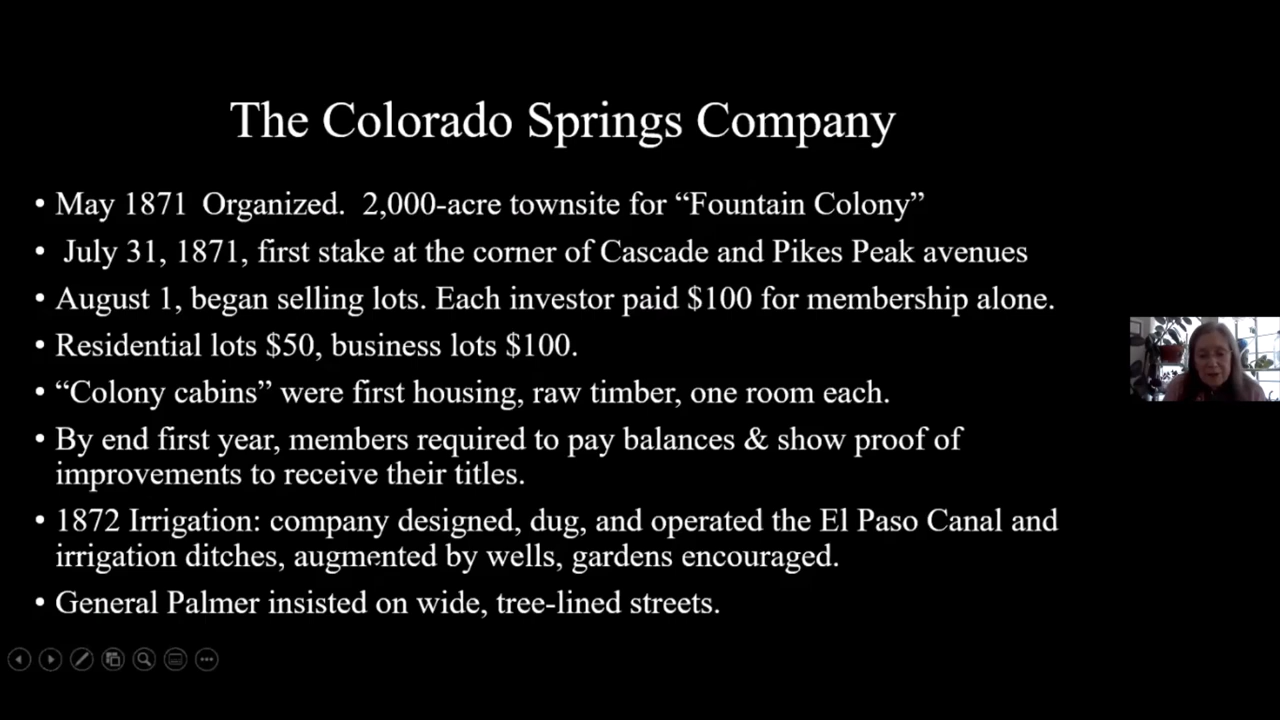 The Colorado Springs Company
• May 1871 Organized. 2,000-acre townsite for “Fountain Colony”
• July 31, 1871, first stake at the corner of Cascade and Pikes Peak avenues
• August 1, began selling lots. Each investor paid $100 for membership alone.
• Residential lots $50, business lots $100.
• “Colony cabins” were first housing, raw timber, one room each.
• By end first year, members required to pay balances & show proof of
improvements to receive their titles.
• 1872 Irrigation: company designed, dug, and operated the El Paso Canal and
irrigation ditches, augmented by wells, gardens encouraged.
• General Palmer insisted on wide, tree-lined streets.